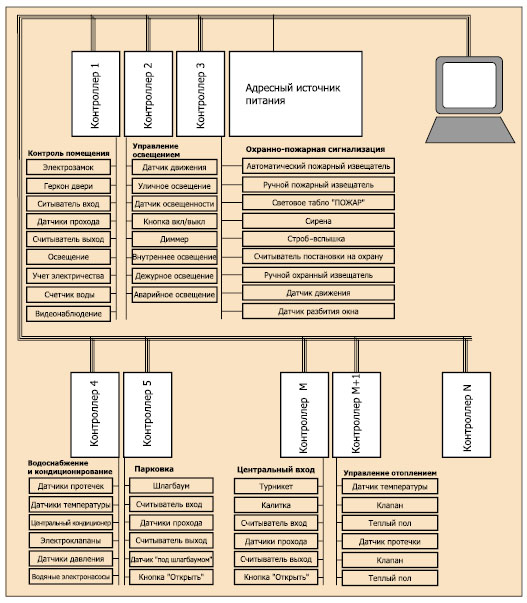 Контроллер 1
Контроллер 2
Контроллер 3
Адресный источник
питания
Контроль помещения
Электрозамок
Геркон двери
Ситыватель вход
Датчики прохода
Считыватель выход
Освещение
Учет электричества
Счетчик воды
Видеонаблюдение
Управление
освещением
Датчик движения
Уличное освещение
Датчик освещенности
Кнопка вкл/выкл
Диммер
Внутреннее освещение
Дежурное освещение
Аварийное освещение
Охранно-пожарная сигнализация
Автоматический пожарный извещатель
Ручной пожарный извещатель
Световое табло "ПОЖАР"
Сирена
Строб-вспышка
Считыватель постановки на охрану
Ручной охранный извещатель
Датчик движения
Датчик разбития окна
Контроллер 4
Контроллер 5
Контроллер М
Контроллер М+1
Контроллер N
Водоснабжение
и кондиционирование
Датчики протечек
Датчики температуры
Центральный кондиционер
Электроклапаны
Датчики давления
Водяные электронасосы
Парковка
Шлагбаум
Считыватель вход
Датчики прохода
Считыватель выход
Датчик "под шлагбаумом"
Кнопка "Открыть"
Центральный вход
Турникет
Калитка
Считыватель вход
Датчики прохода
Считыватель выход
Кнопка "Открыть"
Управление отоплением
Датчик температуры
Клапан
Теплый пол
Датчик протечки
Клапан
Теплый пол